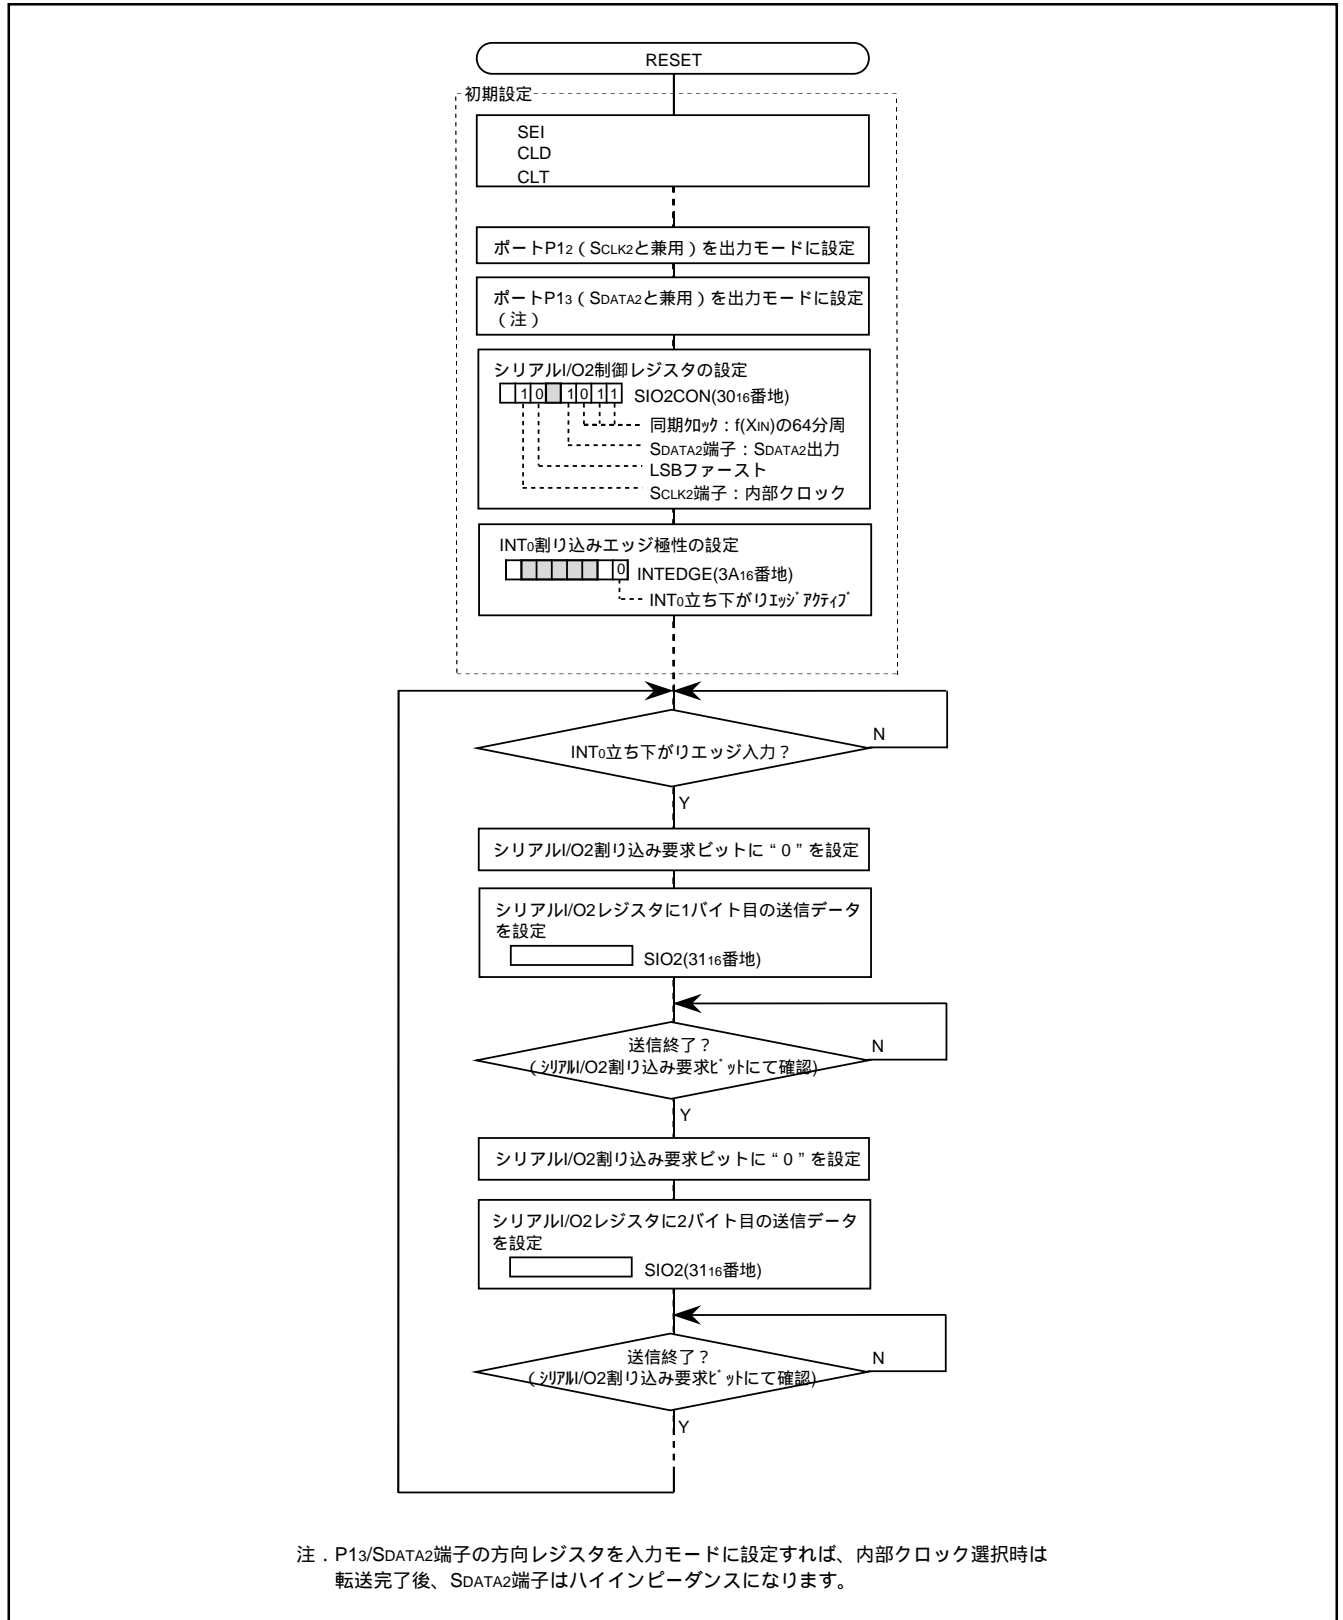 RESET
初期設定
SEI
CLD
CLT
ポートP12（SCLK2と兼用）を出力モードに設定
ポートP13（SDATA2と兼用）を出力モードに設定
（注）
シリアルI/O2制御レジスタの設定
1 0 1 0 1 1 SIO2CON(3016番地)
同期ｸﾛｯｸ：f(XIN)の64分周
SDATA2端子：SDATA2出力
LSBファースト
SCLK2端子：内部クロック
INT0割り込みエッジ極性の設定
0 INTEDGE(3A16番地)
INT0立ち下がりｴｯｼﾞｱｸﾃｨﾌﾞ
INT0立ち下がりエッジ入力？
N
Y
シリアルI/O2割り込み要求ビットに“0”を設定
シリアルI/O2レジスタに1バイト目の送信データ
を設定
SIO2(3116番地)
送信終了？
N
(ｼﾘｱﾙI/O2割り込み要求ﾋﾞｯﾄにて確認)
Y
シリアルI/O2割り込み要求ビットに“0”を設定
シリアルI/O2レジスタに2バイト目の送信データ
を設定
SIO2(3116番地)
送信終了？
N
(ｼﾘｱﾙI/O2割り込み要求ﾋﾞｯﾄにて確認)
Y
注．P13/SDATA2端子の方向レジスタを入力モードに設定すれば、内部クロック選択時は
転送完了後、SDATA2端子はハイインピーダンスになります。